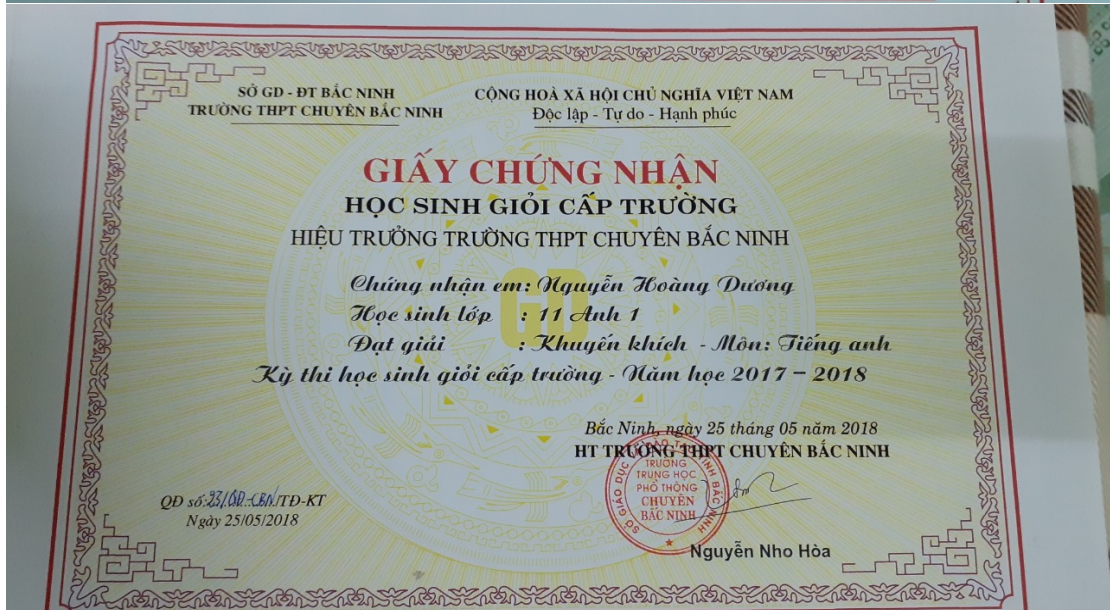 SỞ GD - ĐT BẮC NINH
TRƯỜNG THPT CHUYÊN BẮC NINH
CỘNG HOÀ XÃ HỘI CHỦ NGHĨA VIỆT NAM
Độc lập - Tự do - Hạnh phúc
GIẤY CHỨNG NHẬN
HỌC SINH GIỎI CẤP TRƯỜNG
HIỆU TRƯỞNG TRƯỜNG THPT CHUYÊN BẮC NINH
GD
Chứng nhận em: Nguyễn Hoàng Dương
Học sinh lớp : 11 Anh 1
Đạt giải : Khuyến khích - Môn: Tiếng anh
Kỳ thi học sinh giỏi cấp trường - Năm học 2017 – 2018
Bắc Ninh, ngày 25 tháng 05 năm 2018
HT TRƯỜNG THPT CHUYÊN BẮC NINH
TRƯỜNG
TRUNG HỌC
PHỔ THÔNG
CHUYÊN
BẮC NINH
QĐ số: 23/QĐ-CBN/TĐ-KT
Ngày 25/05/2018
Nguyễn Nho Hòa